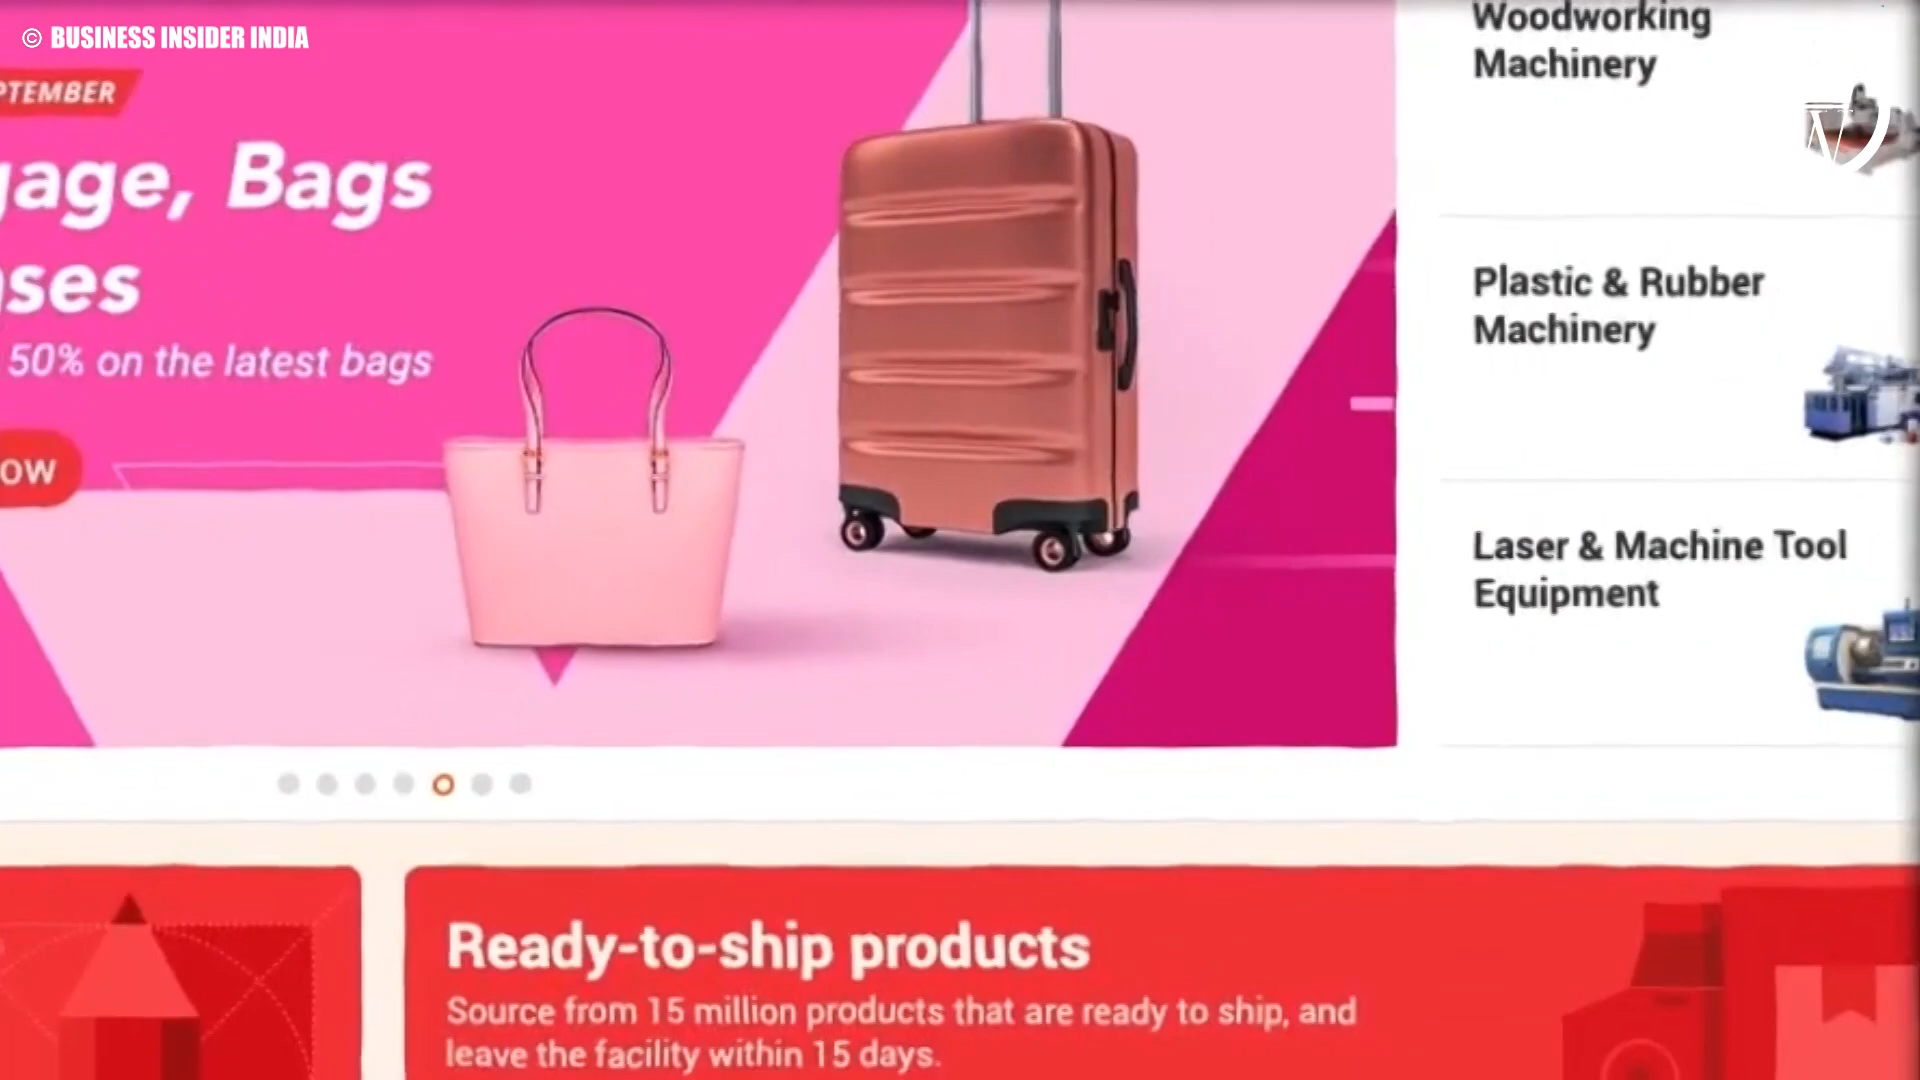 © BUSINESS INSIDER INDIA
PTEMBER
gage, Bags
ases
50% on the latest bags
OW
Woodworking
Machinery
Plastic & Rubber
Machinery
Laser & Machine Tool
Equipment
Ready-to-ship products
Source from 15 million products that are ready to ship, and
leave the facility within 15 days.